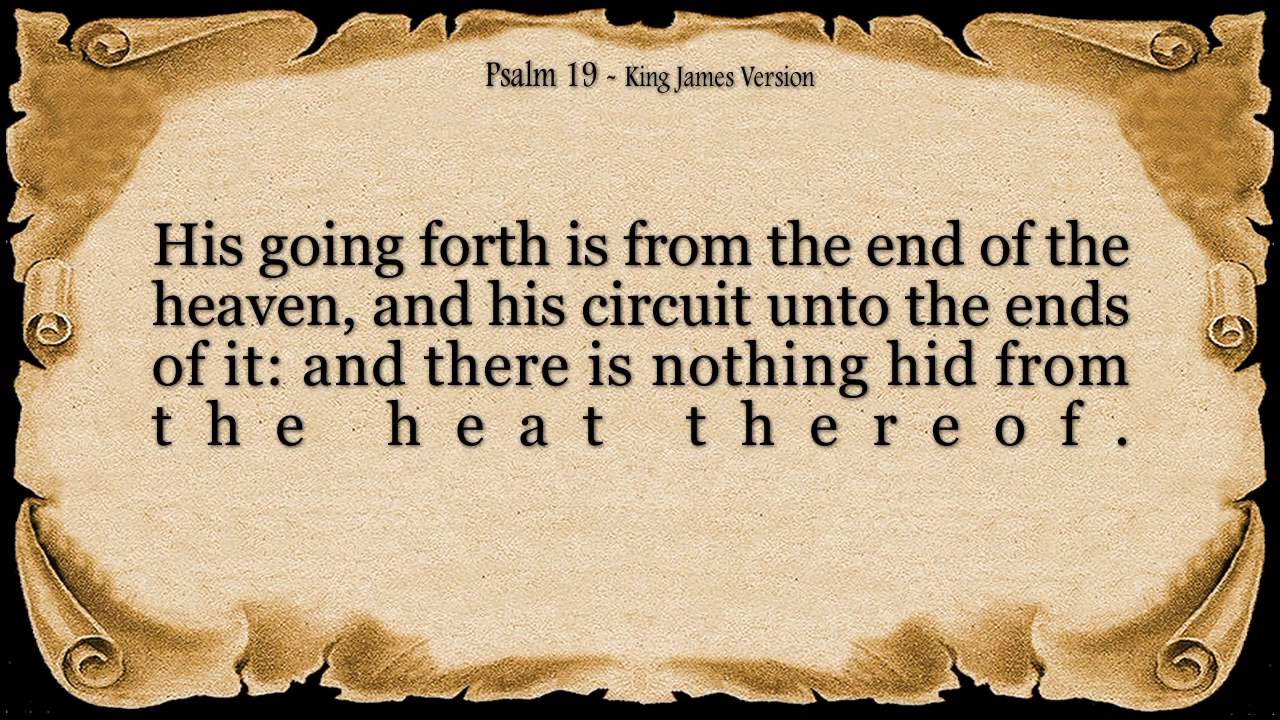 Psalm 19 - King James Version
His going forth is from the end of the
heaven, and his circuit unto the ends
of it: and there is nothing hid from
the heat thereof.